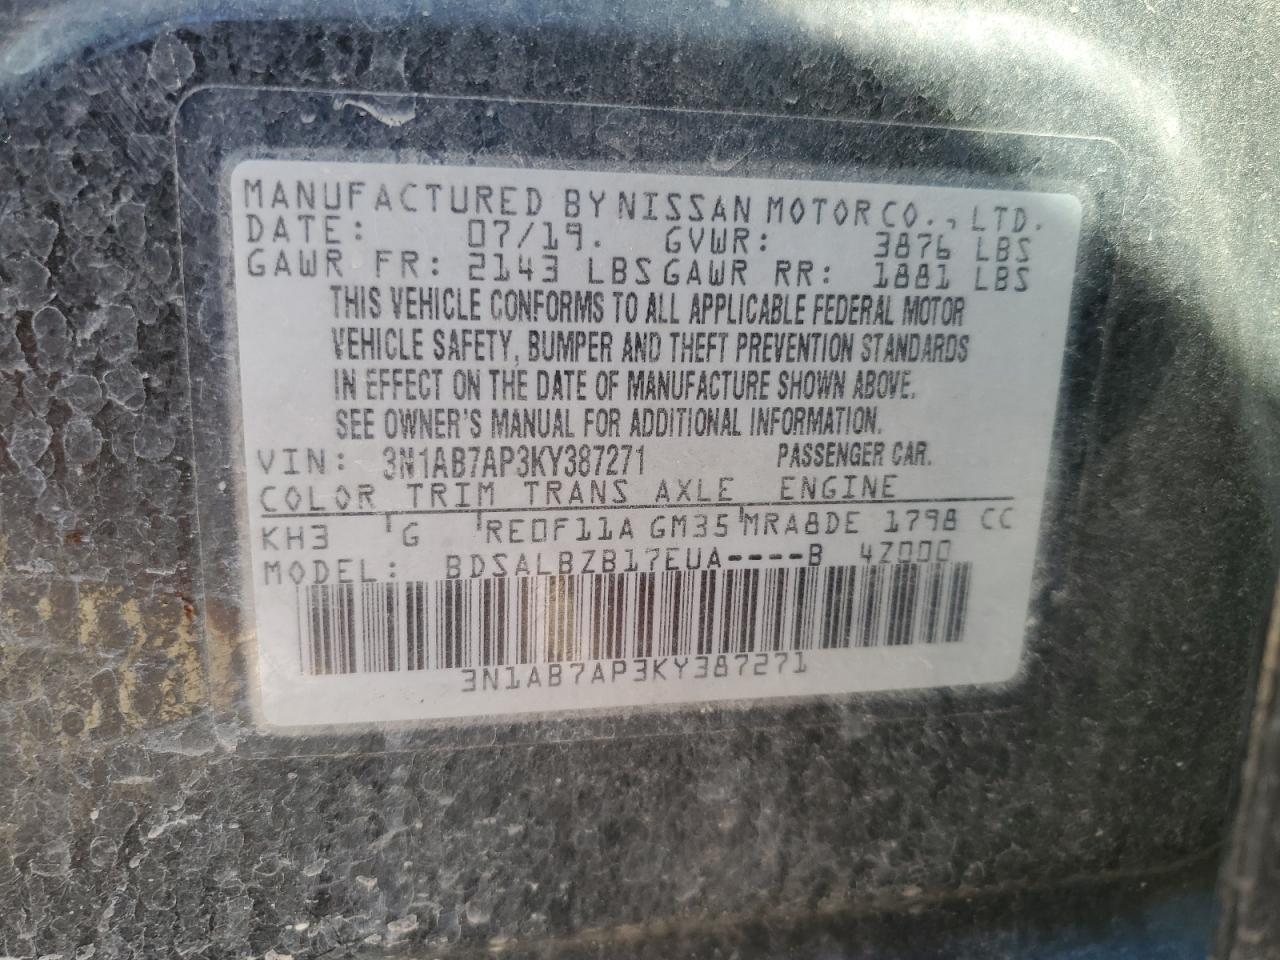 MANUFACTURED BY NISSAN MOTOR CO., LTD.
DATE: 07/19. GVWR: 3876 LBS
GAWR FR: 2143 LBS GAWR RR: 1881 LBS
THIS VEHICLE CONFORMS TO ALL APPLICABLE FEDERAL MOTOR
VEHICLE SAFETY, BUMPER AND THEFT PREVENTION STANDARDS
IN EFFECT ON THE DATE OF MANUFACTURE SHOWN ABOVE.
SEE OWNER'S MANUAL FOR ADDITIONAL INFORMATION.
VIN: 3N1AB7AP3KY387271 PASSENGER CAR.
COLOR TRIM TRANS AXLE ENGINE
KH3 G RE0F11A GM35 MRA8DE 1798 CC
MODEL: BDSALBZB17EUA----B 4Z000
3N1AB7AP3KY387271